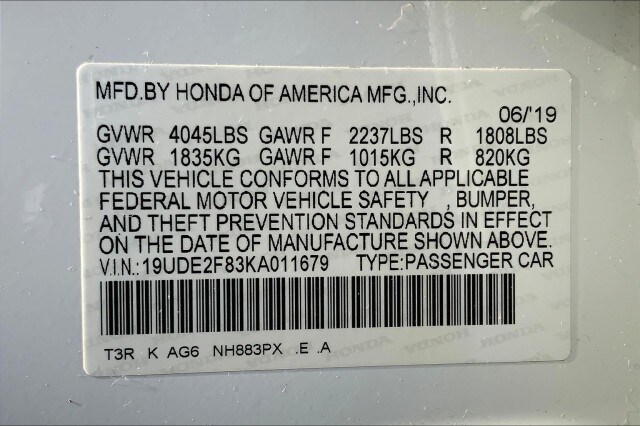 MFD.BY HONDA OF AMERICA MFG.,INC.
06/'19
GVWR 4045LBS GAWR F 2237LBS R 1808LBS
GVWR 1835KG GAWR F 1015KG R 820KG
THIS VEHICLE CONFORMS TO ALL APPLICABLE
FEDERAL MOTOR VEHICLE SAFETY , BUMPER,
AND THEFT PREVENTION STANDARDS IN EFFECT
ON THE DATE OF MANUFACTURE SHOWN ABOVE.
V.I.N.:19UDE2F83KA011679 TYPE:PASSENGER CAR
T3R K AG6 NH883PX .E .A